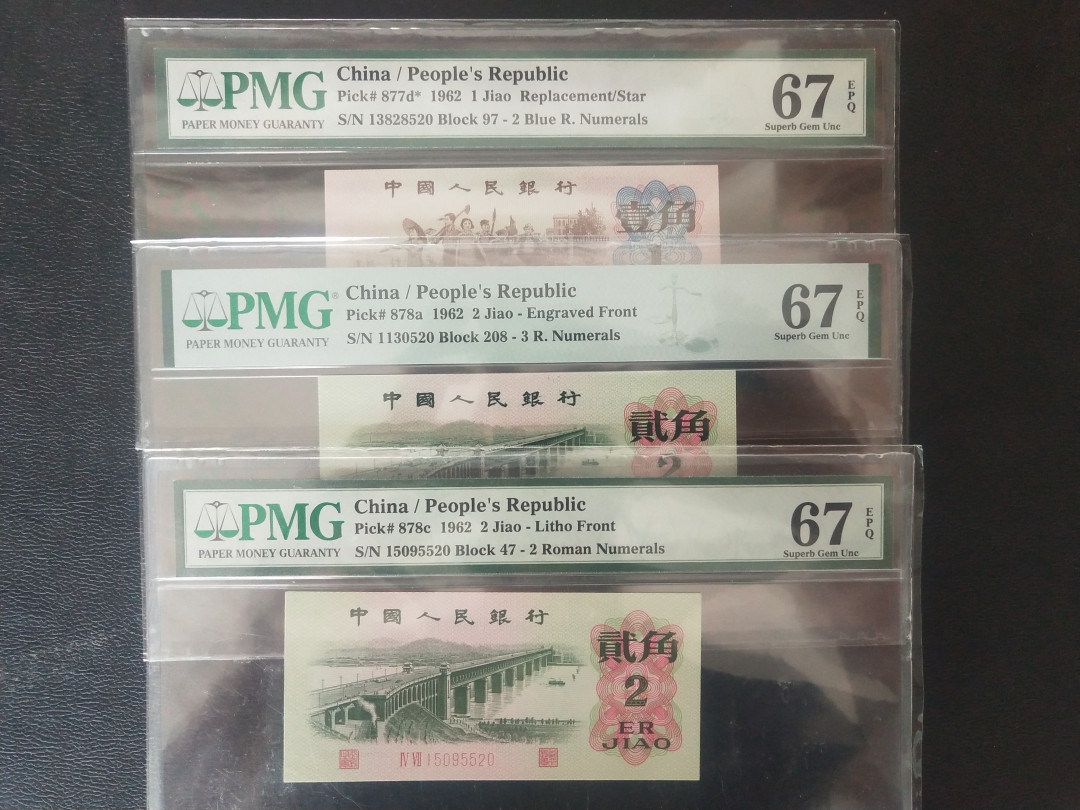 PMG
PAPER MONEY GUARANTY
China / People's Republic
Pick# 877d* 1962 1 Jiao Replacement/Star
S/N 13828520 Block 97 - 2 Blue R. Numerals
67
EPQ
Superb Gem Unc
中國人民銀行
壹角
PMG®
PAPER MONEY GUARANTY
China / People's Republic
Pick# 878a 1962 2 Jiao - Engraved Front
S/N 1130520 Block 208 - 3 R. Numerals
67
EPQ
Superb Gem Unc
中國人民銀行
貳角
2
PMG
PAPER MONEY GUARANTY
China / People's Republic
Pick# 878c 1962 2 Jiao - Litho Front
S/N 15095520 Block 47 - 2 Roman Numerals
67
EPQ
Superb Gem Unc
中國人民銀行
貳角
2
ER
JIAO
IV VII 15095520